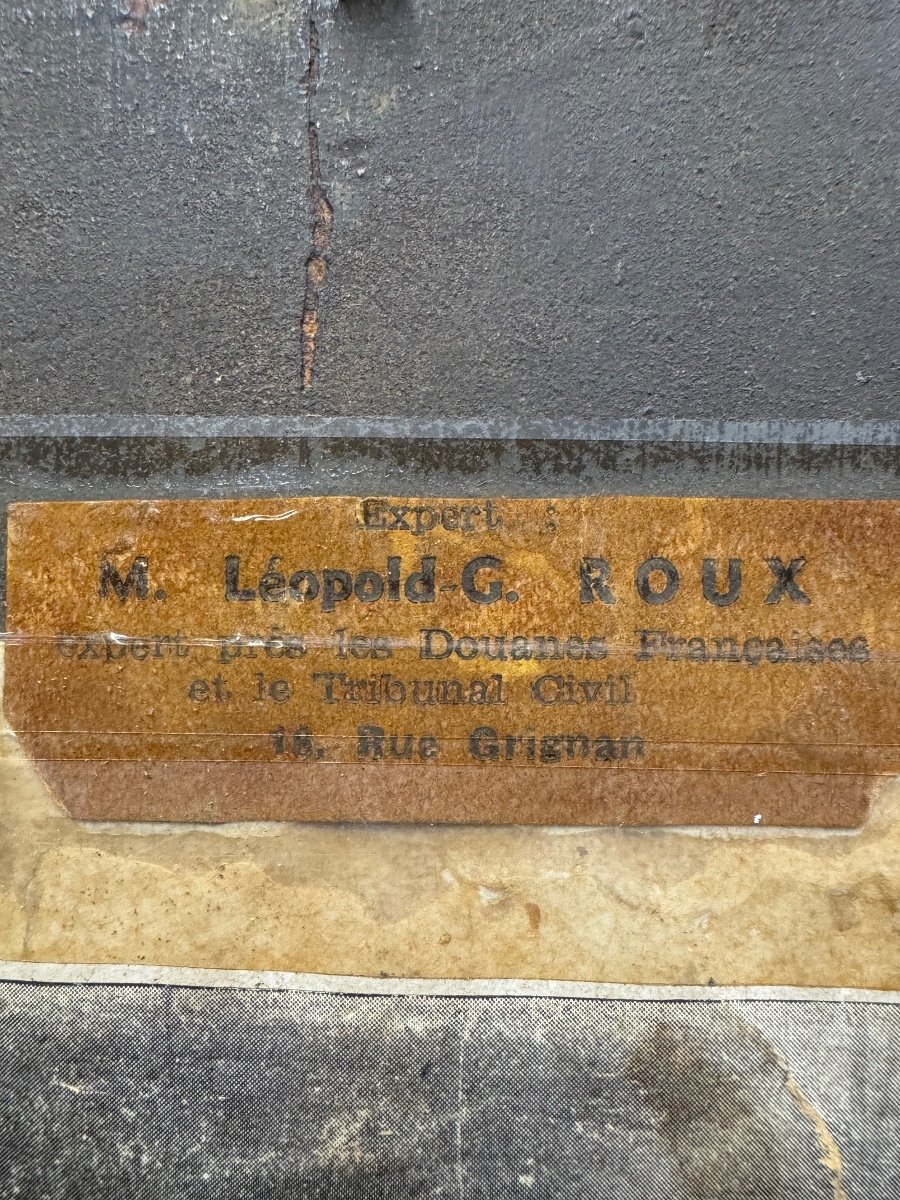 Expert :
M. Léopold-G. ROUX
expert près les Douanes Françaises
et le Tribunal Civil
Rue Grignan